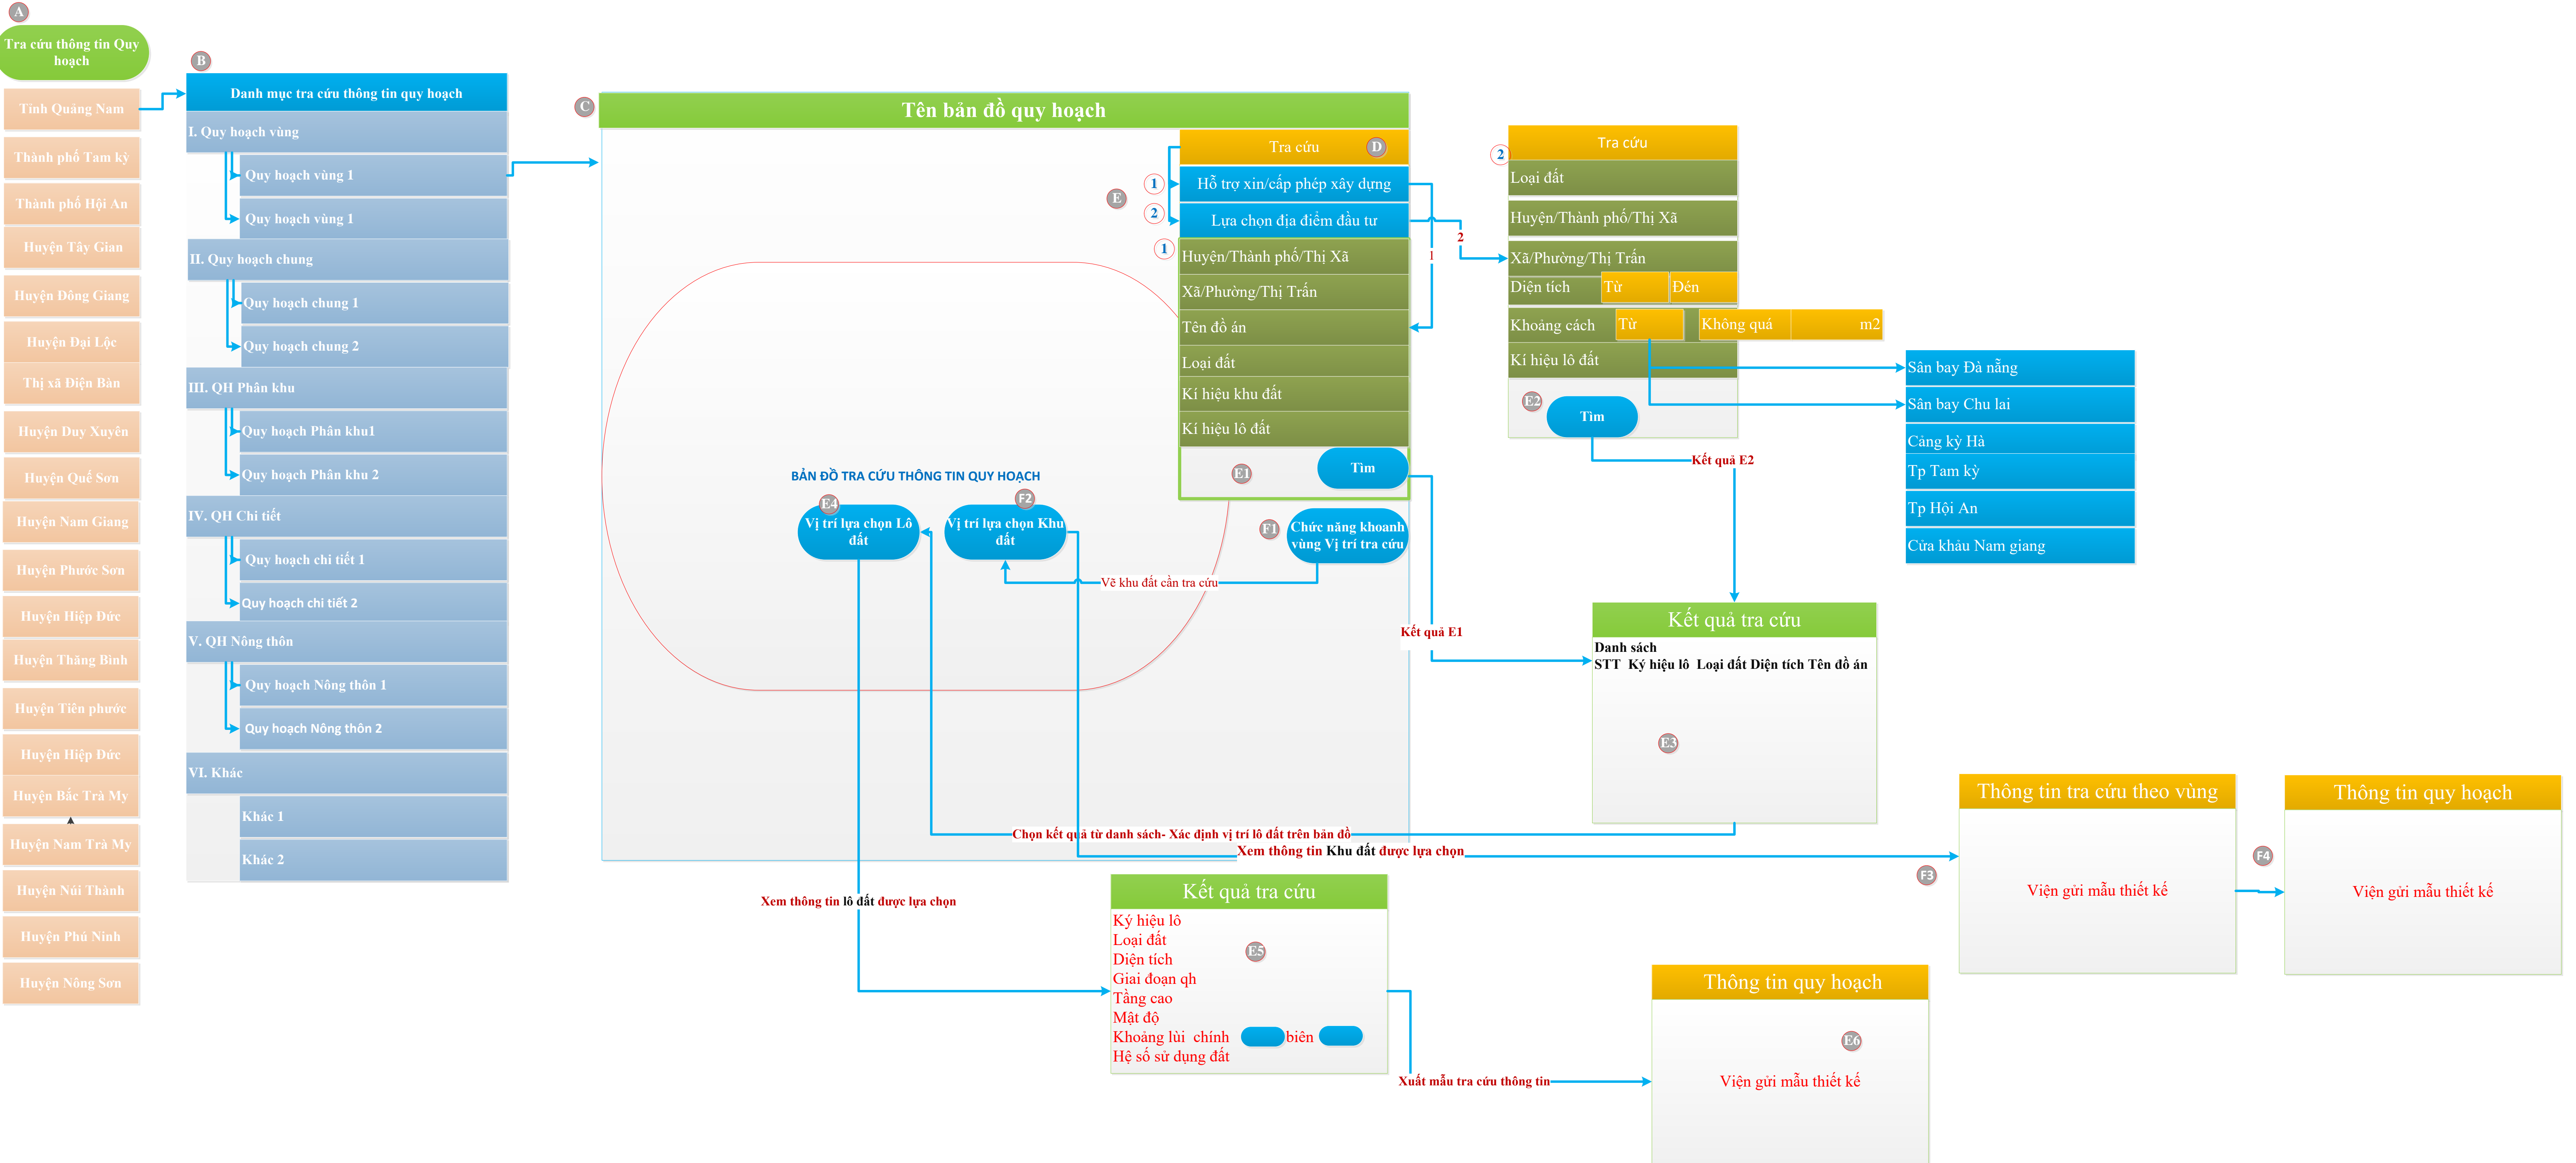 A
Tra cứu thông tin Quy
hoạch
Tỉnh Quảng Nam
Thành phố Tam kỳ
Thành phố Hội An
Huyện Tây Gian
Huyện Đông Giang
Huyện Đại Lộc
Thị xã Điện Bàn
Huyện Duy Xuyên
Huyện Quế Sơn
Huyện Nam Giang
Huyện Phước Sơn
Huyện Hiệp Đức
Huyện Thăng Bình
Huyện Tiên phước
Huyện Hiệp Đức
Huyện Bắc Trà My
Huyện Nam Trà My
Huyện Núi Thành
Huyện Phú Ninh
Huyện Nông Sơn
B
Danh mục tra cứu thông tin quy hoạch
I. Quy hoạch vùng
Quy hoạch vùng 1
Quy hoạch vùng 1
II. Quy hoạch chung
Quy hoạch chung 1
Quy hoạch chung 2
III. QH Phân khu
Quy hoạch Phân khu1
Quy hoạch Phân khu 2
IV. QH Chi tiết
Quy hoạch chi tiết 1
Quy hoạch chi tiết 2
V. QH Nông thôn
Quy hoạch Nông thôn 1
Quy hoạch Nông thôn 2
VI. Khác
Khác 1
Khác 2
C
Tên bản đồ quy hoạch
Tra cứu D
E
1 Hỗ trợ xin/cấp phép xây dựng
2 Lựa chọn địa điểm đầu tư
1
Huyện/Thành phố/Thị Xã
Xã/Phường/Thị Trấn
Tên đồ án
Loại đất
Kí hiệu khu đất
Kí hiệu lô đất
E1 Tìm
1
2
BẢN ĐỒ TRA CỨU THÔNG TIN QUY HOẠCH
E4
Vị trí lựa chọn Lô
đất
F2
Vị trí lựa chọn Khu
đất
F1
Chức năng khoanh
vùng Vị trí tra cứu
Vẽ khu đất cần tra cứu
Tra cứu
2
Loại đất
Huyện/Thành phố/Thị Xã
Xã/Phường/Thị Trấn
Diện tích Từ Đén
Khoảng cách Từ Không quá m2
Kí hiệu lô đất
E2 Tìm
Kết quả E2
Sân bay Đà nẵng
Sân bay Chu lai
Cảng kỳ Hà
Tp Tam kỳ
Tp Hội An
Cửa khảu Nam giang
Kết quả E1
Kết quả tra cứu
Danh sách
STT Ký hiệu lô Loại đất Diện tích Tên đồ án
E3
Chọn kết quả từ danh sách- Xác định vị trí lô đất trên bản đồ
Xem thông tin Khu đất được lựa chọn
Xem thông tin lô đất được lựa chọn
Kết quả tra cứu
Ký hiệu lô
Loại đất
Diện tích
Giai đoạn qh
Tầng cao
Mật độ
Khoảng lùi chính biên
Hệ số sử dụng đất
E5
Xuất mẫu tra cứu thông tin
Thông tin quy hoạch
E6
Viện gửi mẫu thiết kế
F3
Thông tin tra cứu theo vùng
Viện gửi mẫu thiết kế
F4
Thông tin quy hoạch
Viện gửi mẫu thiết kế